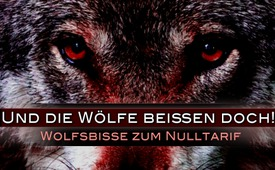 Und die Wölfe beissen doch!
Wolfsbisse zum Nulltarif